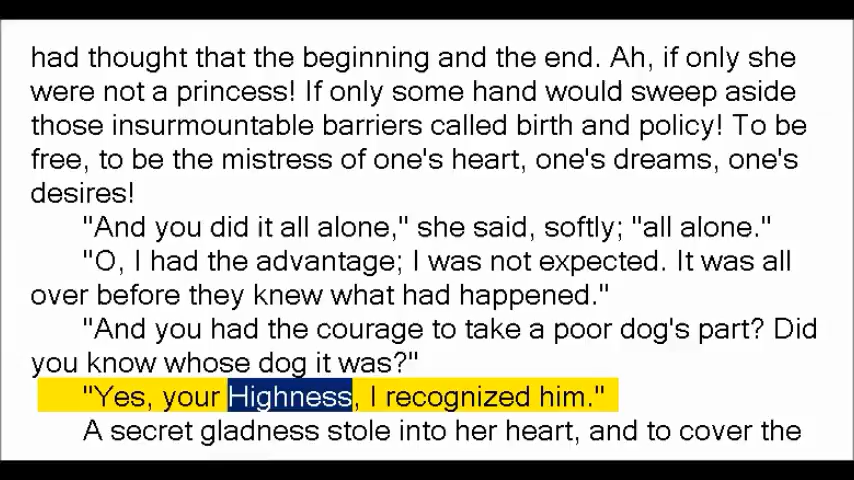 had thought that the beginning and the end. Ah, if only she
were not a princess! If only some hand would sweep aside
those insurmountable barriers called birth and policy! To be
free, to be the mistress of one's heart, one's dreams, one's
desires!
"And you did it all alone," she said, softly; "all alone."
"O, I had the advantage; I was not expected. It was all
over before they knew what had happened."
"And you had the courage to take a poor dog's part? Did
you know whose dog it was?"
"Yes, your Highness, I recognized him."
A secret gladness stole into her heart, and to cover the